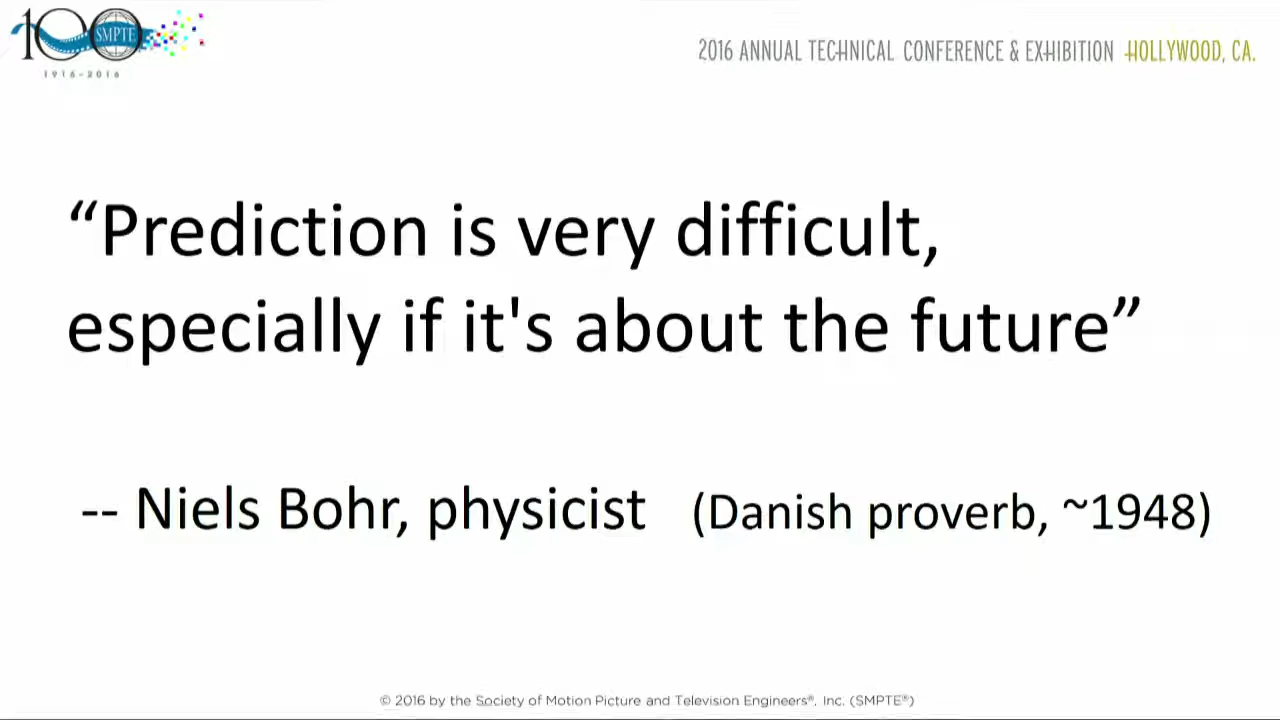 100 SMPTE
1916-2016
2016 ANNUAL TECHNICAL CONFERENCE & EXHIBITION HOLLYWOOD, CA.
“Prediction is very difficult,
especially if it's about the future”
-- Niels Bohr, physicist (Danish proverb, ~1948)
© 2016 by the Society of Motion Picture and Television Engineers®, Inc. (SMPTE®)